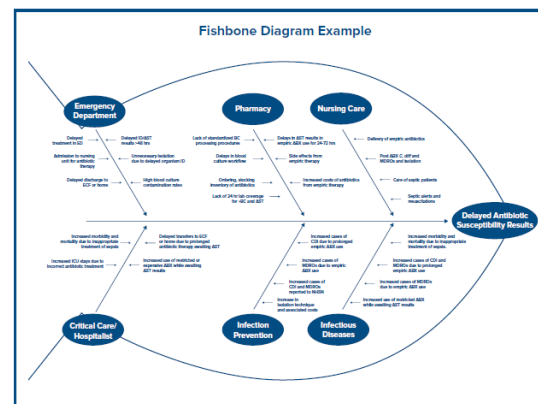 Fishbone Diagram Example
Emergency
Department
Pharmacy
Nursing Care
Delayed
treatment in ED
Delayed ID/AST
results >48 hrs
Admission to nursing
unit for antibiotic
therapy
Unnecessary isolation
due to delayed organism ID
Delayed discharge to
ECF or home
High blood culture
contamination rates
Lack of standardized BC
processing procedures
Delays in AST results in
empiric ABX use for 24-72 hrs
Delays in blood
culture workflow
Side effects from
empiric therapy
Ordering, stocking
inventory of antibiotics
Increased costs of antibiotics
from empiric therapy
Lack of 24-hr lab coverage
for +BC and AST
Delivery of empiric antibiotics
Post ABX C. diff and
MDROs and isolation
Care of septic patients
Septic alerts and
resuscitations
Delayed Antibiotic
Susceptibility Results
Increased morbidity and
mortality due to inappropriate
treatment of sepsis
Delayed transfers to ECF
or home due to prolonged
antibiotic therapy awaiting AST
Increased ICU stays due to
incorrect antibiotic treatment
Increased use of restricted or
expensive ABX while awaiting
AST results
Increased cases of
CDI due to prolonged
empiric ABX use
Increased cases of
MDROs due to empiric
ABX use
Increased cases of
CDI and MDROs
reported to NHSN
Increase in
isolation technique
and associated costs
Increased morbidity and
mortality due to inappropriate
treatment of sepsis.
Increased cases of CDI and
MDROs due to prolonged
empiric ABX use
Increased cases of MDROs
due to empiric ABX use
Increased use of restricted ABX
while awaiting AST results
Critical Care/
Hospitalist
Infection
Prevention
Infectious
Diseases